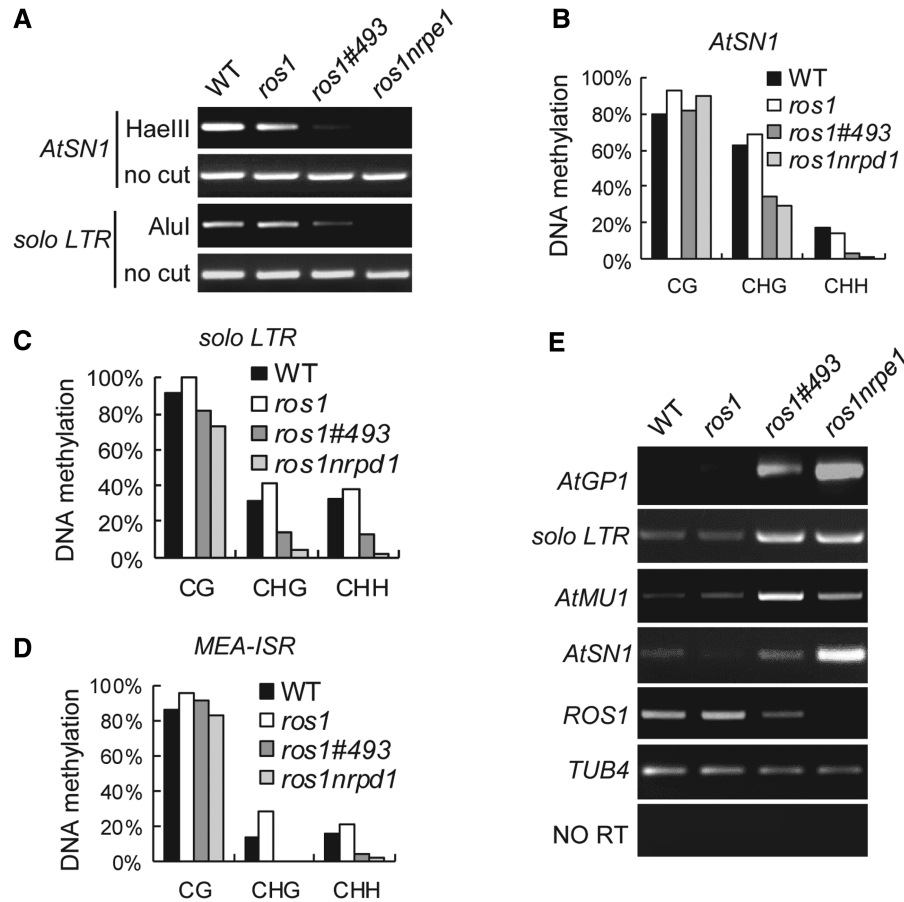 A
WT ros1 ros1#493 ros1nrpe1
AtSN1
HaeIII
no cut
solo LTR
AluI
no cut
B
AtSN1
DNA methylation
100%
80%
60%
40%
20%
0%
WT
ros1
ros1#493
ros1nrpd1
CG CHG CHH
C
solo LTR
DNA methylation
100%
80%
60%
40%
20%
0%
WT
ros1
ros1#493
ros1nrpd1
CG CHG CHH
D
MEA-ISR
DNA methylation
100%
80%
60%
40%
20%
0%
WT
ros1
ros1#493
ros1nrpd1
CG CHG CHH
E
WT ros1 ros1#493 ros1nrpe1
AtGP1
solo LTR
AtMU1
AtSN1
ROS1
TUB4
NO RT